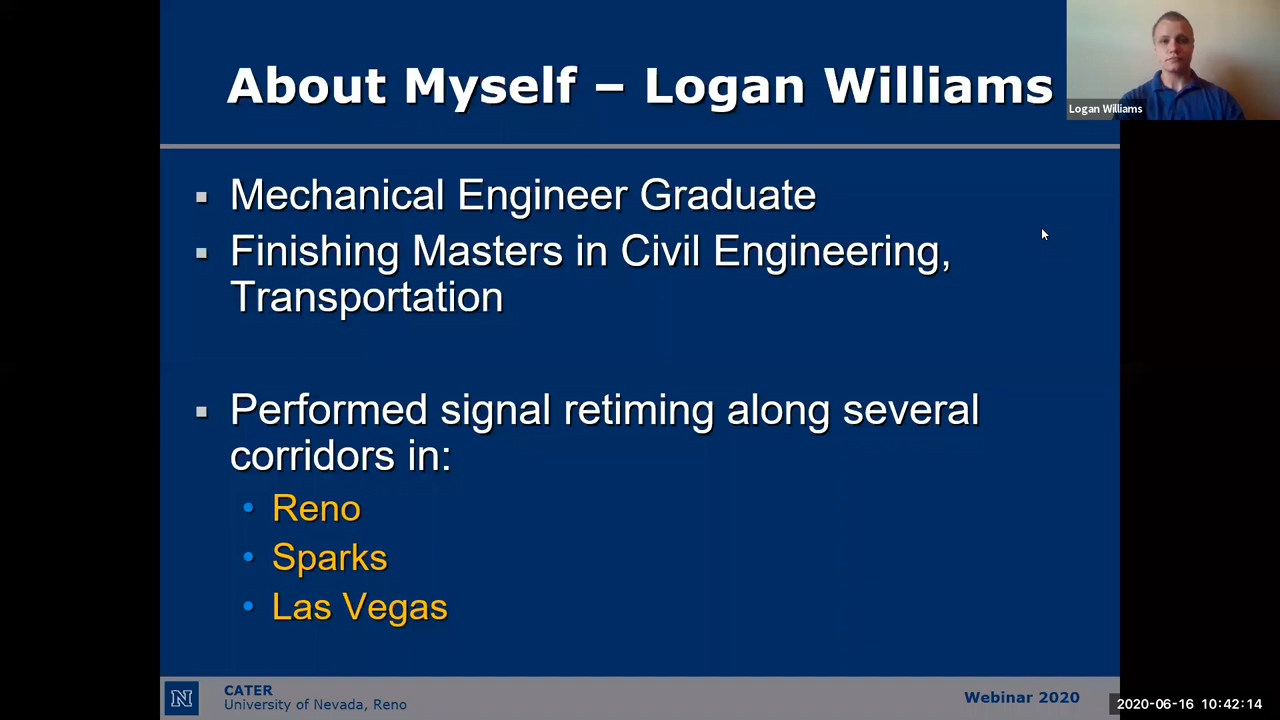 About Myself – Logan Williams
Logan Williams
Mechanical Engineer Graduate
Finishing Masters in Civil Engineering,
Transportation
Performed signal retiming along several
corridors in:
Reno
Sparks
Las Vegas
N
CATER
University of Nevada, Reno
Webinar 2020
2020-06-16 10:42:14